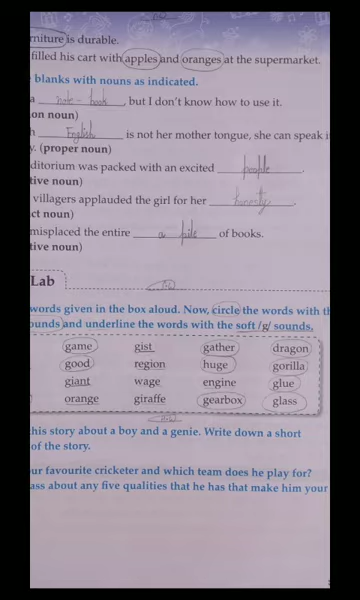 rniture is durable.
filled his cart with apples and oranges at the supermarket.
blanks with nouns as indicated.
a note-book, but I don't know how to use it.
on noun)
h English is not her mother tongue, she can speak i
y. (proper noun)
ditorium was packed with an excited people.
tive noun)
villagers applauded the girl for her honesty.
ct noun)
misplaced the entire a pile of books.
tive noun)
Lab
words given in the box aloud. Now, circle the words with th
ounds and underline the words with the soft /g/ sounds.
game gist gather dragon
good region huge gorilla
giant wage engine glue
orange giraffe gearbox glass
his story about a boy and a genie. Write down a short
of the story.
ur favourite cricketer and which team does he play for?
ass about any five qualities that he has that make him your